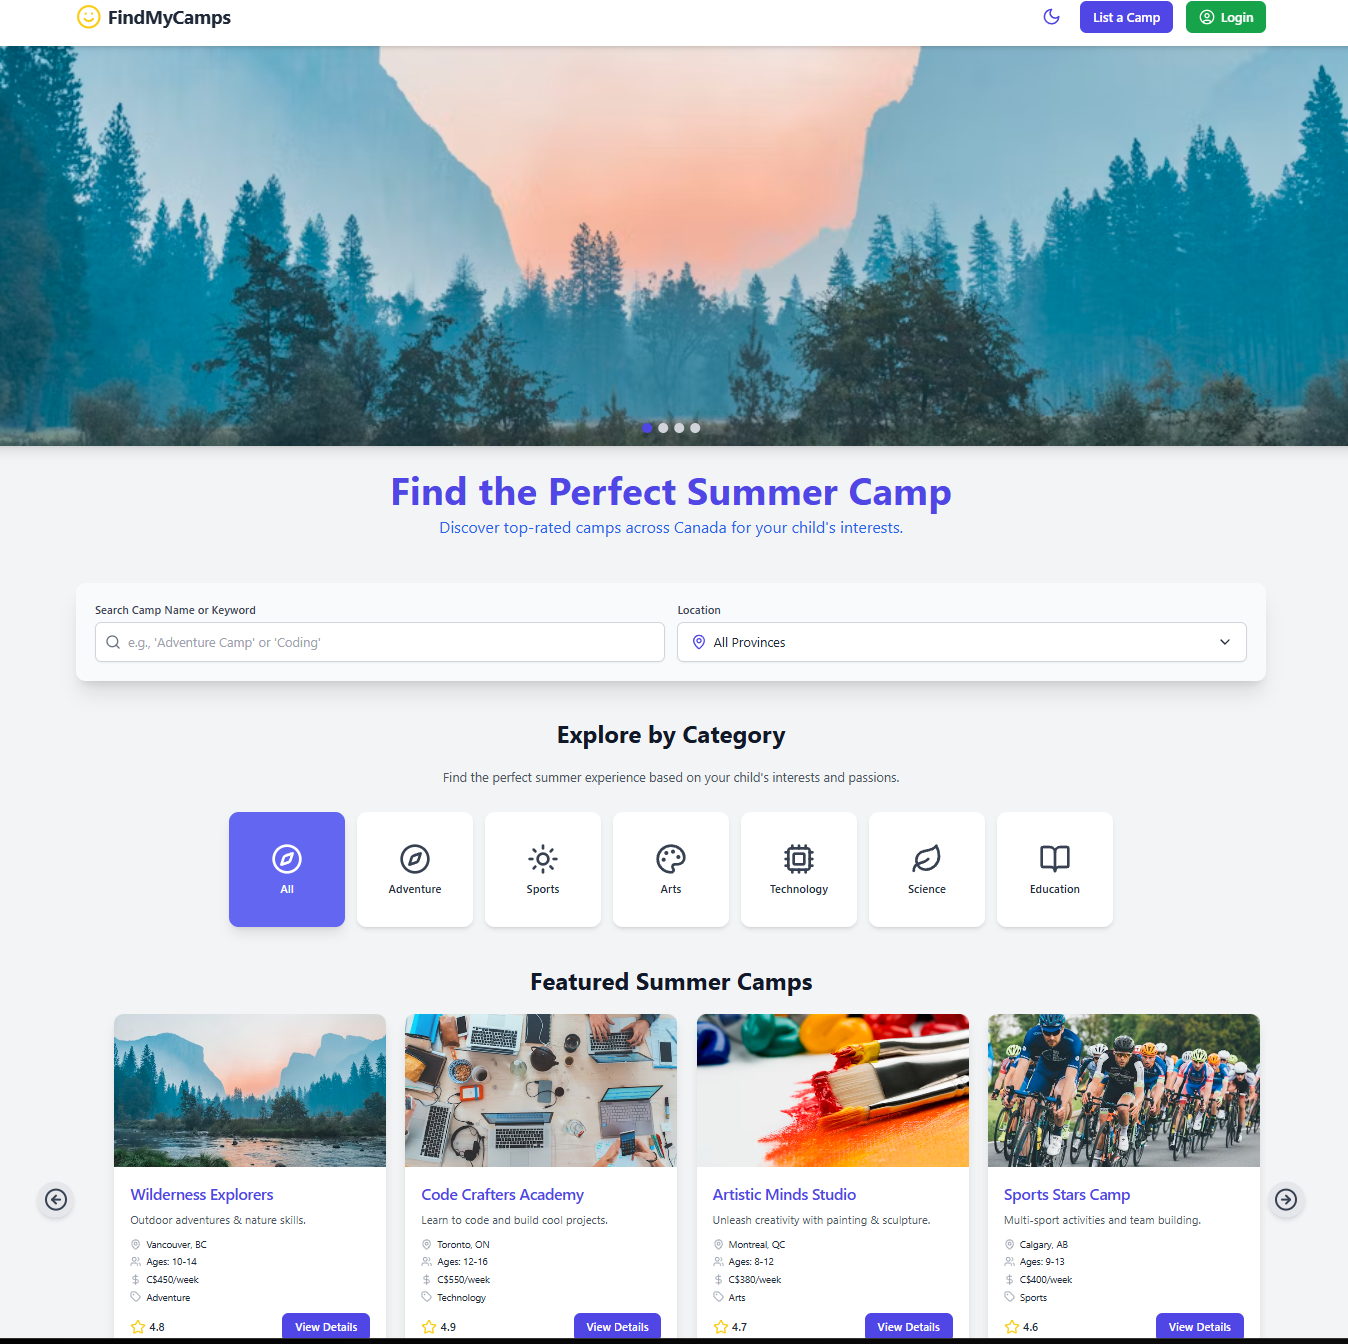 FindMyCamps
List a Camp
Login
Find the Perfect Summer Camp
Discover top-rated camps across Canada for your child's interests.
Search Camp Name or Keyword
e.g., 'Adventure Camp' or 'Coding'
Location
All Provinces
Explore by Category
Find the perfect summer experience based on your child's interests and passions.
All
Adventure
Sports
Arts
Technology
Science
Education
Featured Summer Camps
Wilderness Explorers
Outdoor adventures & nature skills.
Vancouver, BC
Ages: 10-14
C$450/week
Adventure
4.8
View Details
Code Crafters Academy
Learn to code and build cool projects.
Toronto, ON
Ages: 12-16
C$550/week
Technology
4.9
View Details
Artistic Minds Studio
Unleash creativity with painting & sculpture.
Montreal, QC
Ages: 8-12
C$380/week
Arts
4.7
View Details
Sports Stars Camp
Multi-sport activities and team building.
Calgary, AB
Ages: 9-13
C$400/week
Sports
4.6
View Details